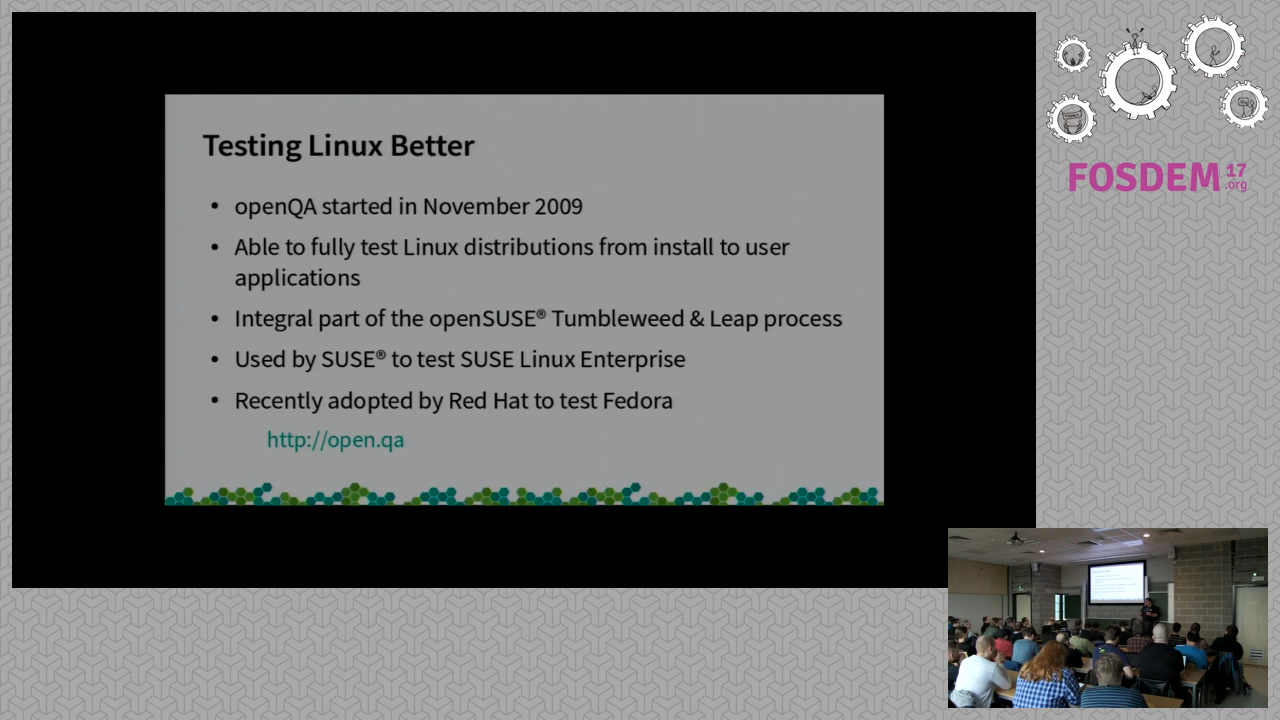 Testing Linux Better
• openQA started in November 2009
• Able to fully test Linux distributions from install to user
applications
• Integral part of the openSUSE® Tumbleweed & Leap process
• Used by SUSE® to test SUSE Linux Enterprise
• Recently adopted by Red Hat to test Fedora
http://open.qa
FOSDEM 17
.org